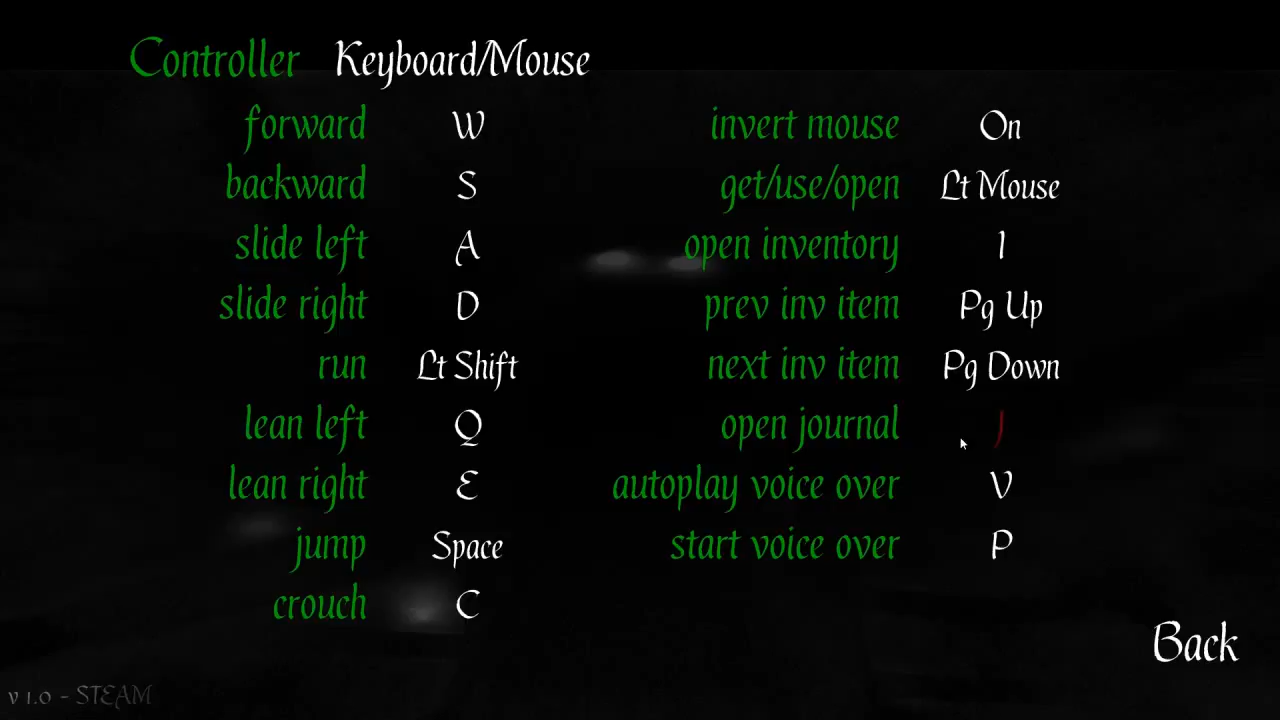 Controller Keyboard/Mouse
forward W
backward S
slide left A
slide right D
run Lt Shift
lean left Q
lean right E
jump Space
crouch C
invert mouse On
get/use/open Lt Mouse
open inventory I
prev inv item Pg Up
next inv item Pg Down
open journal J
autoplay voice over V
start voice over P
Back
v 1.0 - STEAM